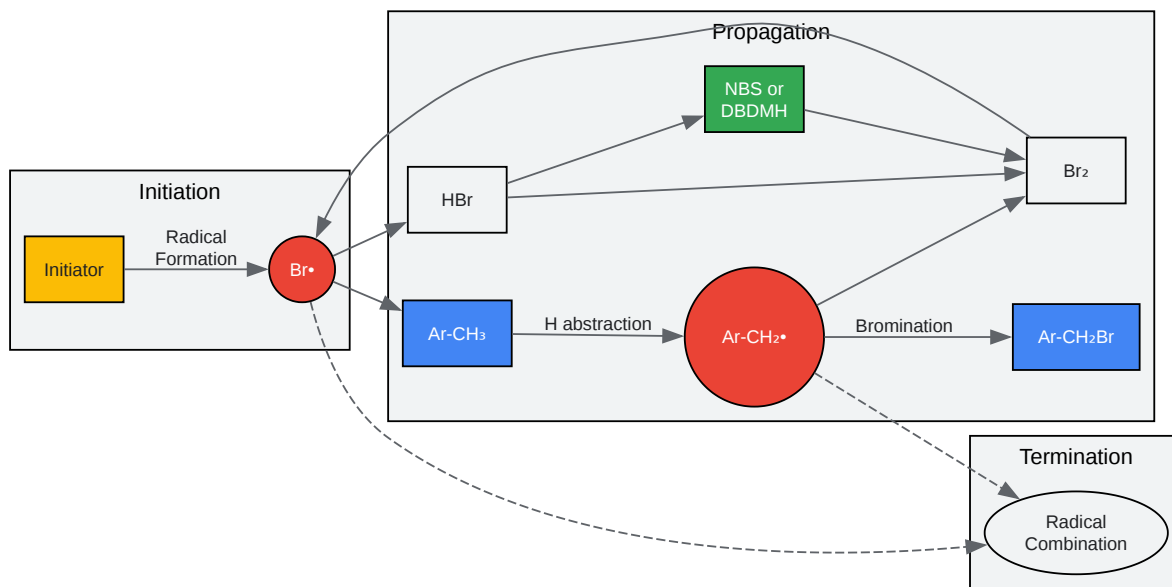 Propagation
NBS or
DBDMH
Br₂
HBr
Initiation
Radical
Formation
Initiator
Br•
Ar-CH₃
H abstraction
Ar-CH₂•
Bromination
Ar-CH₂Br
Termination
Radical
Combination